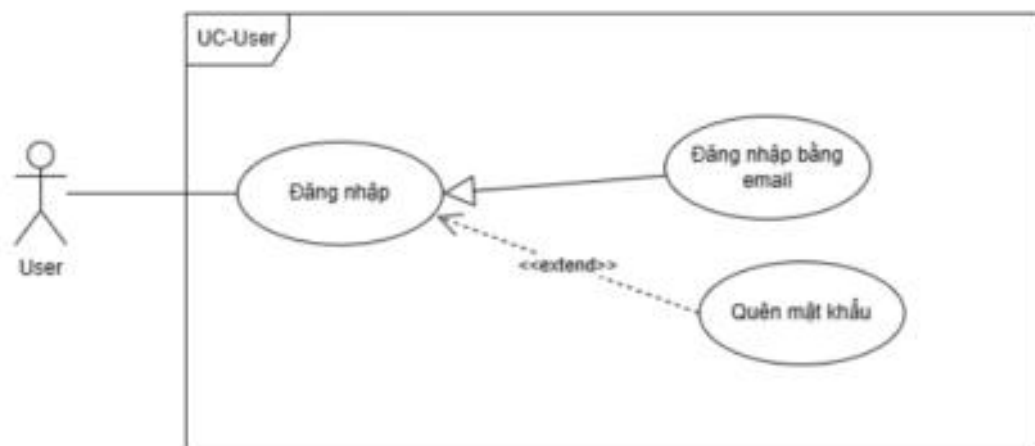 UC-User
Đăng nhập bằng
email
Đăng nhập
<<extend>>
User
Quên mật khẩu